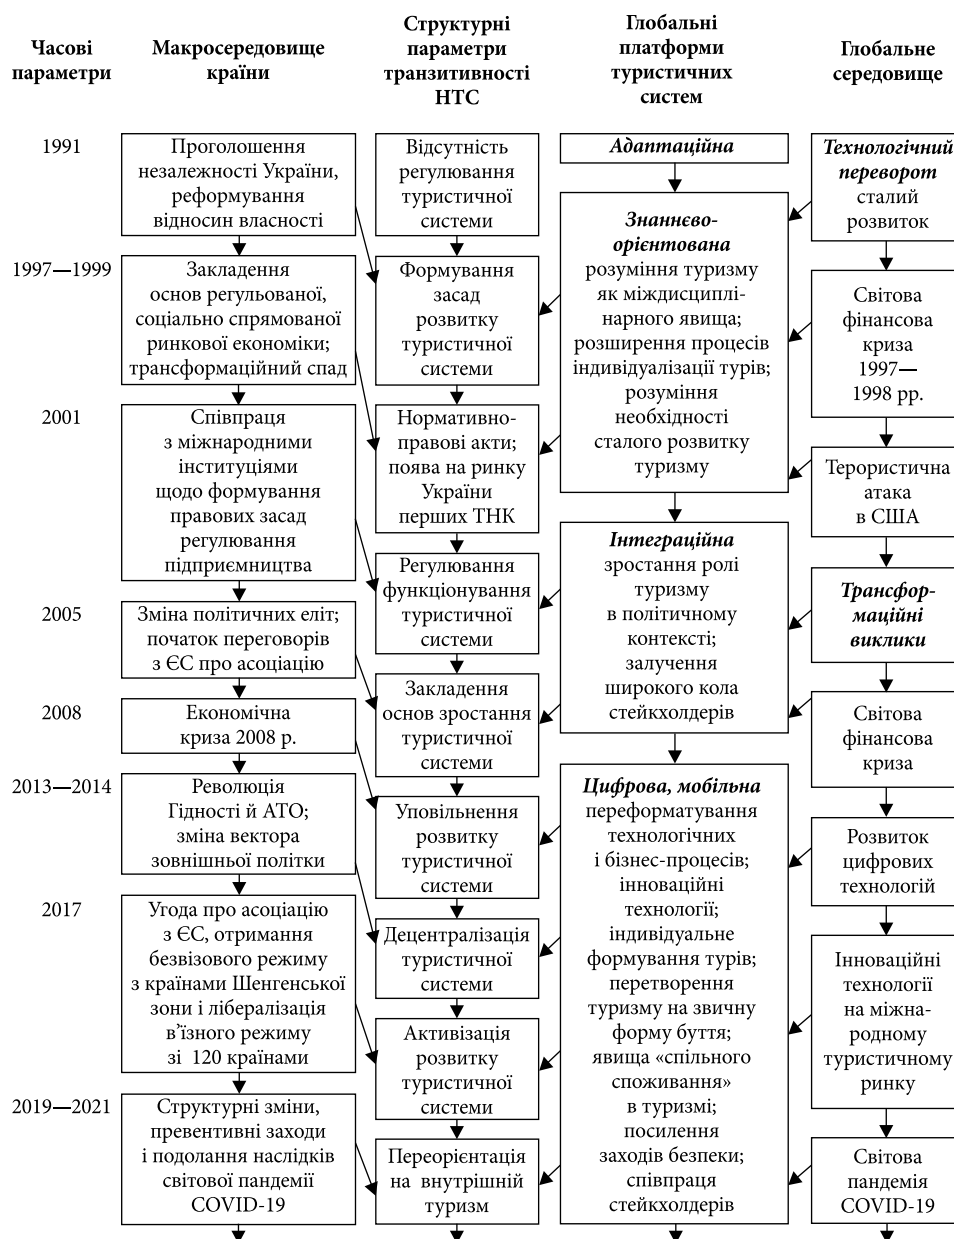 Часові
параметри
Макросередовище
країни
Структурні
параметри
транзитивності
НТС
Глобальні
платформи
туристичних
систем
Глобальне
середовище
1991
1997—1999
2001
2005
2008
2013—2014
2017
2019—2021
Проголошення
незалежності України,
реформування
відносин власності
Закладення
основ регульованої,
соціально спрямованої
ринкової економіки;
трансформаційний спад
Співпраця
з міжнародними
інституціями
щодо формування
правових засад
регулювання
підприємництва
Зміна політичних еліт;
початок переговорів
з ЄС про асоціацію
Економічна
криза 2008 р.
Революція
Гідності й АТО;
зміна вектора
зовнішньої політки
Угода про асоціацію
з ЄС, отримання
безвізового режиму
з країнами Шенгенської
зони і лібералізація
в'їзного режиму
зі 120 країнами
Структурні зміни,
превентивні заходи
і подолання наслідків
світової пандемії
COVID-19
Відсутність
регулювання
туристичної
системи
Формування
засад
розвитку
туристичної
системи
Нормативно-
правові акти;
поява на ринку
України
перших ТНК
Регулювання
функціонування
туристичної
системи
Закладення
основ зростання
туристичної
системи
Уповільнення
розвитку
туристичної
системи
Децентралізація
туристичної
системи
Активізація
розвитку
туристичної
системи
Переорієнтація
на внутрішній
туризм
Адаптаційна
Знаннєво-
орієнтована
розуміння туризму
як міждисциплі-
нарного явища;
розширення процесів
індивідуалізації турів;
розуміння
необхідності
сталого розвитку
туризму
Інтеграційна
зростання ролі
туризму
в політичному
контексті;
залучення
широкого кола
стейкхолдерів
Цифрова, мобільна
переформатування
технологічних
і бізнес-процесів;
інноваційні
технології;
індивідуальне
формування турів;
перетворення
туризму на звичну
форму буття;
явища «спільного
споживання»
в туризмі;
посилення
заходів безпеки;
співпраця
стейкхолдерів
Технологічний
переворот
сталий
розвиток
Світова
фінансова
криза
1997—
1998 рр.
Терористична
атака
в США
Трансфор-
маційні
виклики
Світова
фінансова
криза
Розвиток
цифрових
технологій
Інноваційні
технології
на міжна-
родному
туристичному
ринку
Світова
пандемія
COVID-19